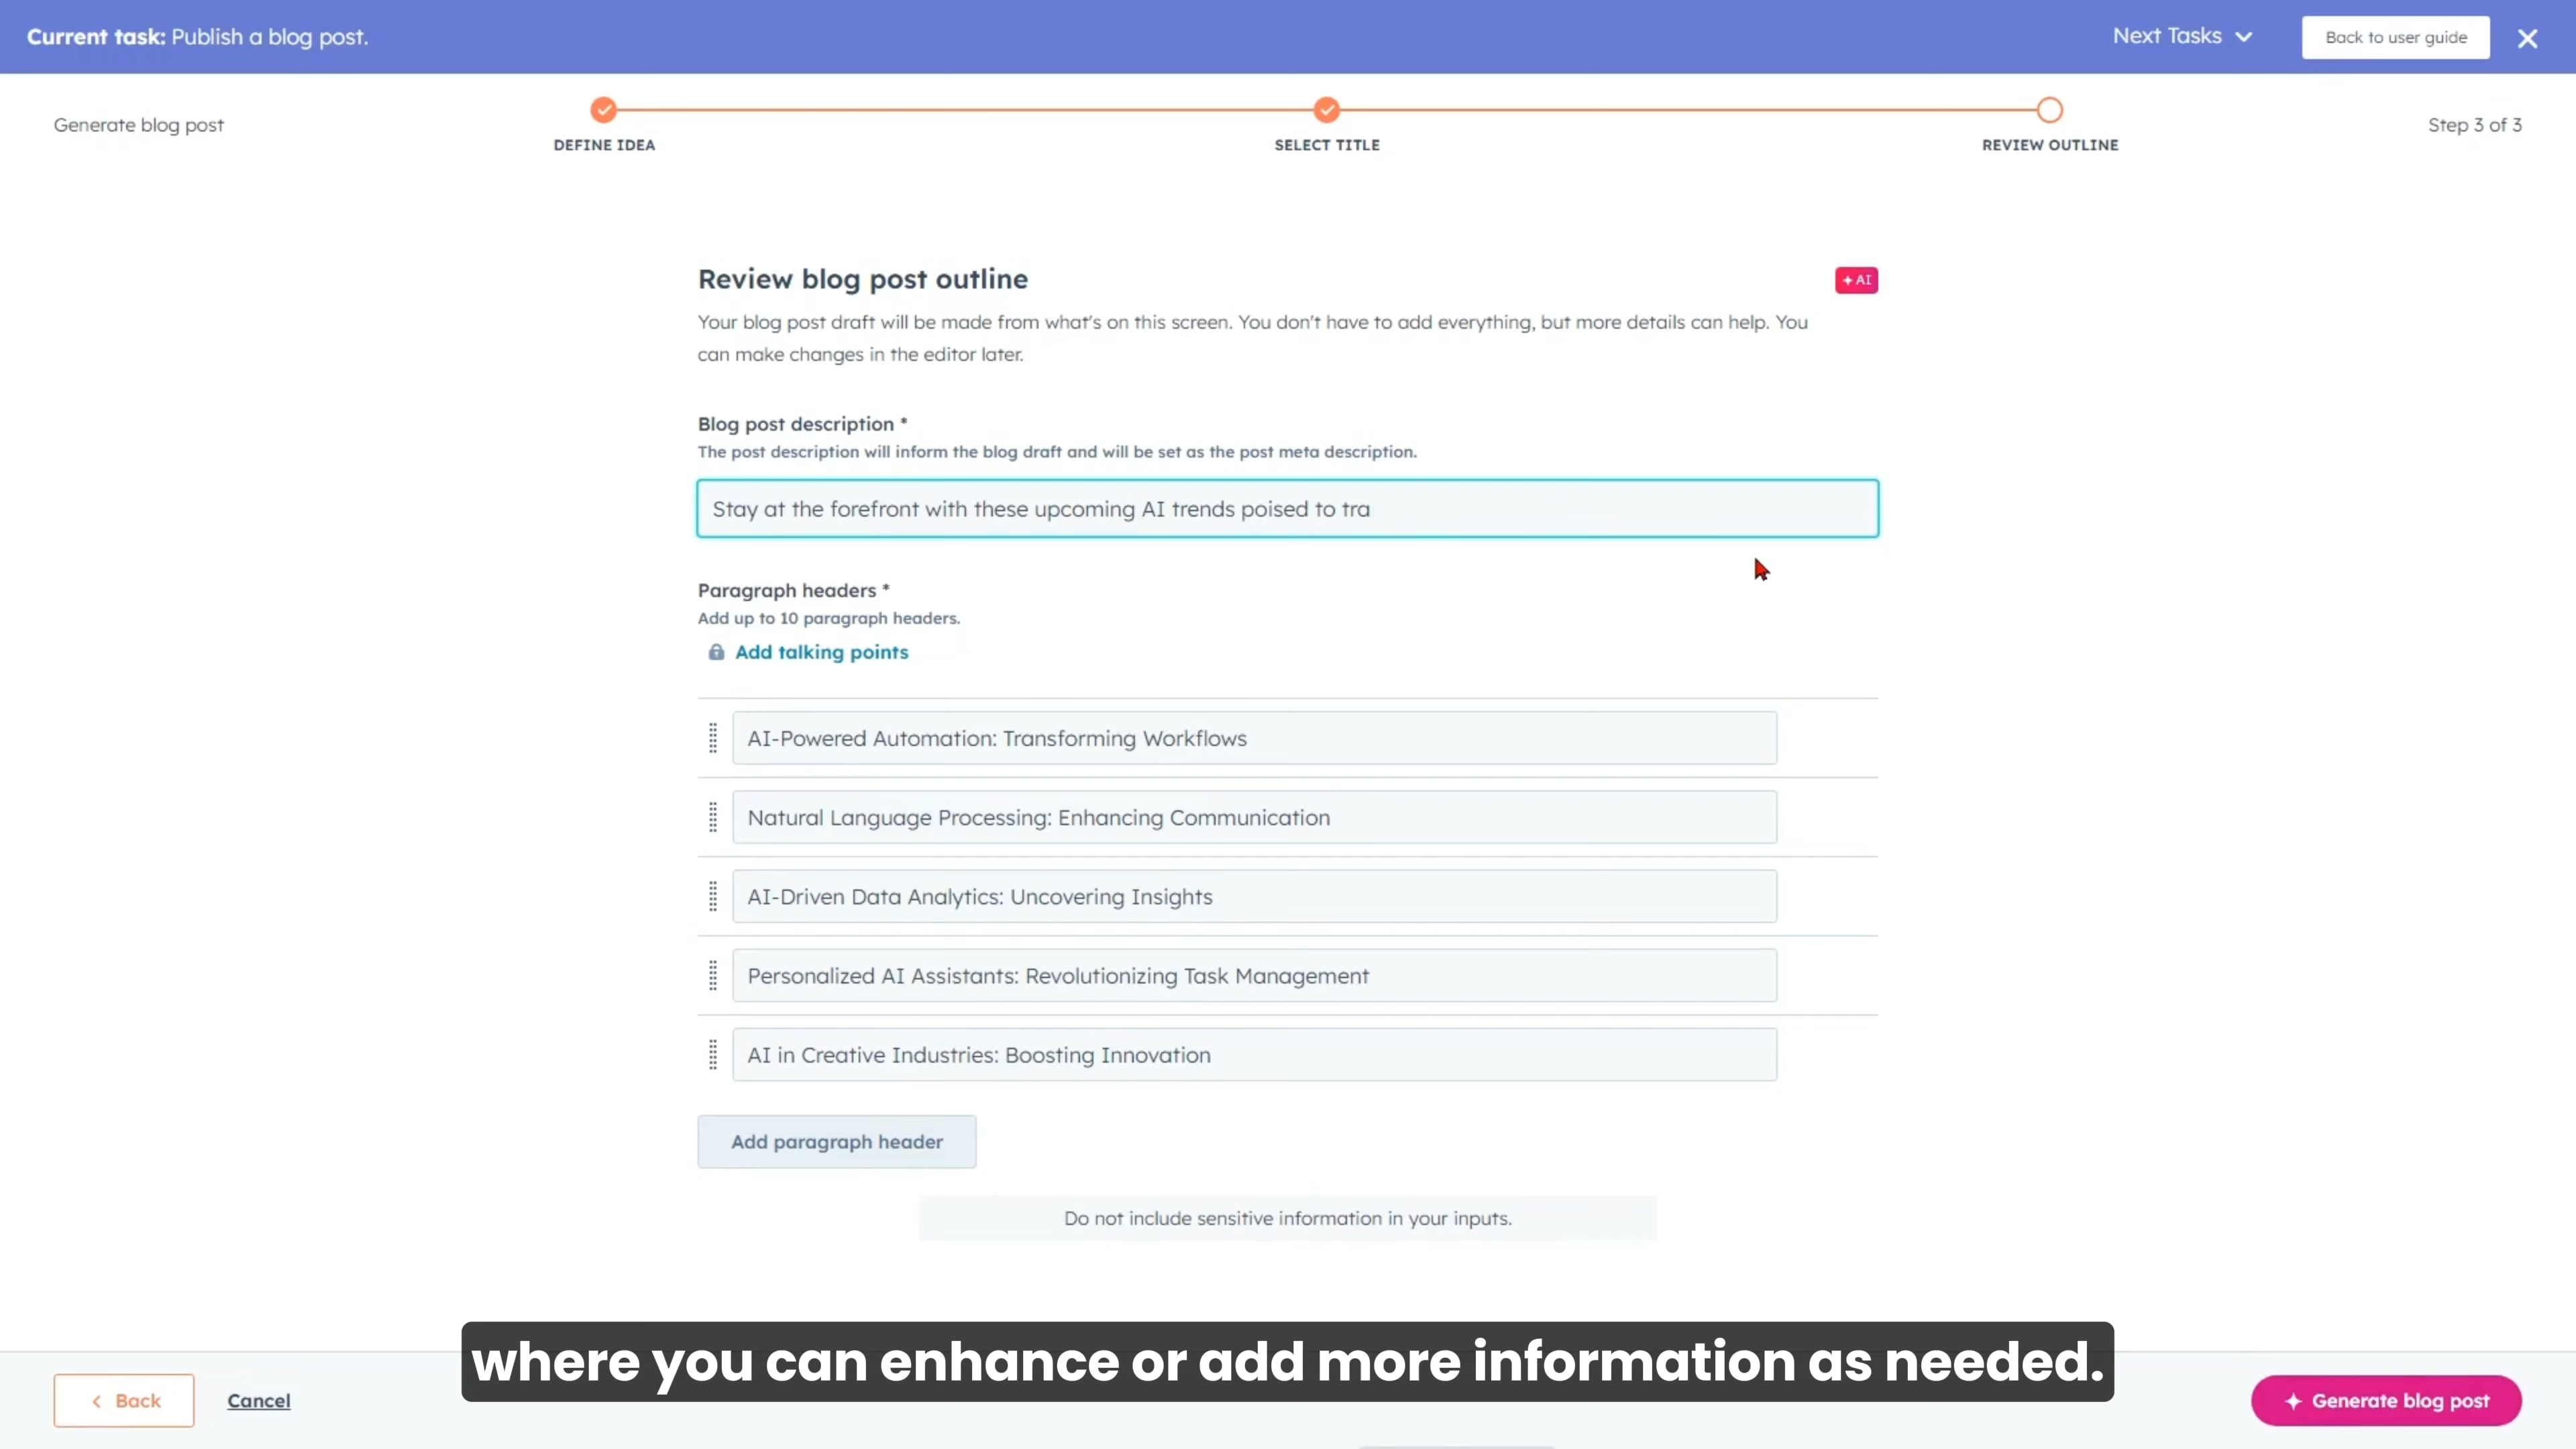 Current task: Publish a blog post.
Next Tasks
Back to user guide
Generate blog post
DEFINE IDEA
SELECT TITLE
REVIEW OUTLINE
Step 3 of 3
Review blog post outline
AI
Your blog post draft will be made from what's on this screen. You don't have to add everything, but more details can help. You
can make changes in the editor later.
Blog post description *
The post description will inform the blog draft and will be set as the post meta description.
Stay at the forefront with these upcoming AI trends poised to tra
Paragraph headers *
Add up to 10 paragraph headers.
Add talking points
AI-Powered Automation: Transforming Workflows
Natural Language Processing: Enhancing Communication
AI-Driven Data Analytics: Uncovering Insights
Personalized AI Assistants: Revolutionizing Task Management
AI in Creative Industries: Boosting Innovation
Add paragraph header
Do not include sensitive information in your inputs.
where you can enhance or add more information as needed.
Back
Cancel
Generate blog post